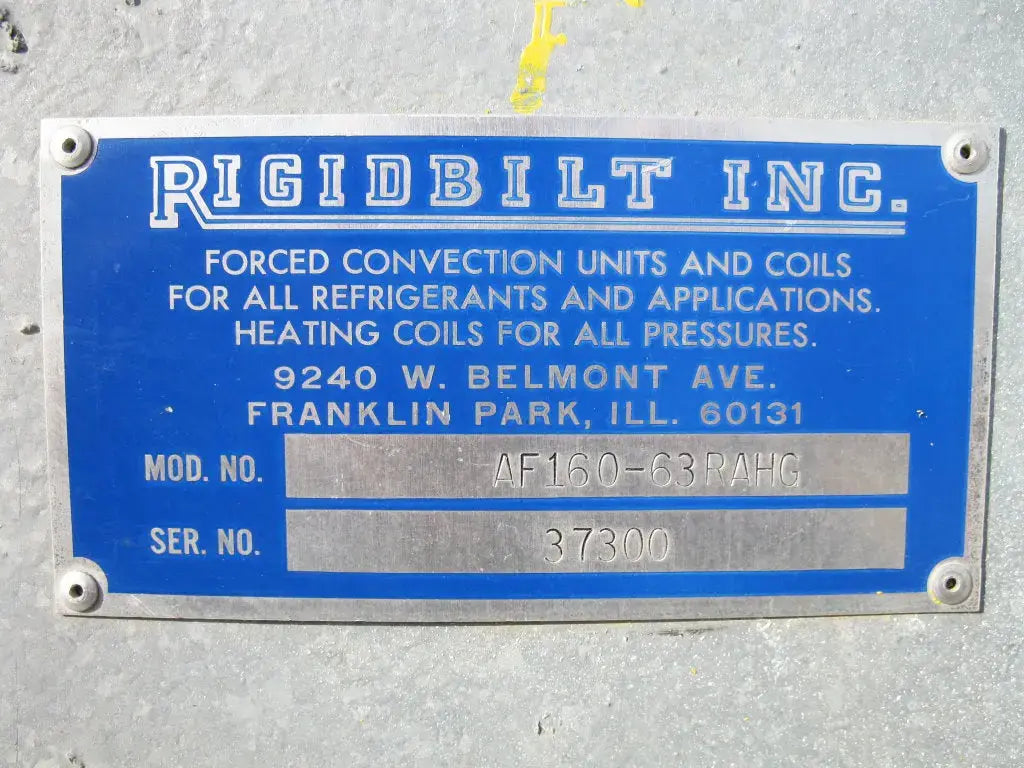 RIGIDBILT INC.
FORCED CONVECTION UNITS AND COILS
FOR ALL REFRIGERANTS AND APPLICATIONS.
HEATING COILS FOR ALL PRESSURES.
9240 W. BELMONT AVE.
FRANKLIN PARK, ILL. 60131
MOD. NO. AF160-63RAHG
SER. NO. 37300